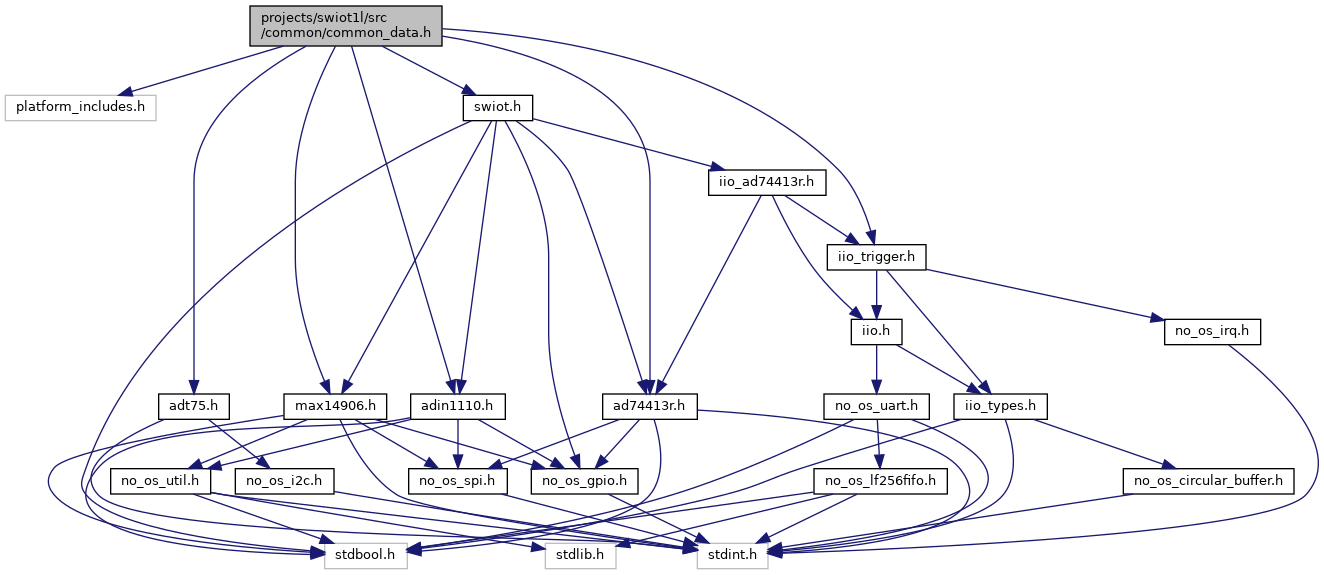 projects/swiot1l/src
/common/common_data.h
platform_includes.h
swiot.h
iio_ad74413r.h
iio_trigger.h
iio.h
no_os_irq.h
adt75.h
max14906.h
adin1110.h
ad74413r.h
no_os_uart.h
iio_types.h
no_os_util.h
no_os_i2c.h
no_os_spi.h
no_os_gpio.h
no_os_lf256fifo.h
no_os_circular_buffer.h
stdbool.h
stdlib.h
stdint.h